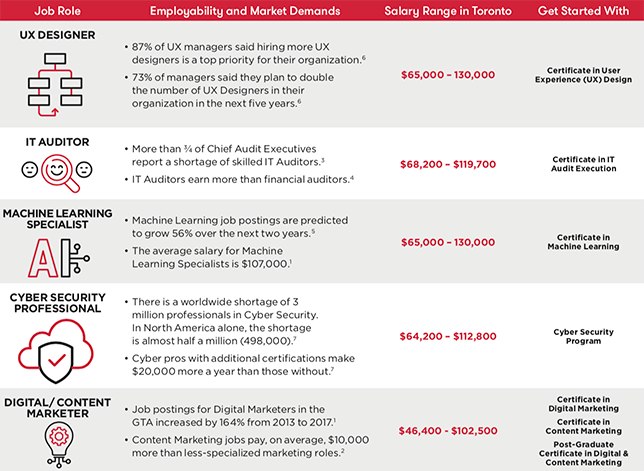 Job Role
Employability and Market Demands
Salary Range in Toronto
Get Started With
UX DESIGNER
• 87% of UX managers said hiring more UX
designers is a top priority for their organization.⁶
• 73% of managers said they plan to double
the number of UX Designers in their
organization in the next five years.⁶
$65,000 – 130,000
Certificate in User
Experience (UX) Design
IT AUDITOR
• More than ¾ of Chief Audit Executives
report a shortage of skilled IT Auditors.³
• IT Auditors earn more than financial auditors.⁴
$68,200 – $119,700
Certificate in IT
Audit Execution
MACHINE LEARNING
SPECIALIST
AI
• Machine Learning job postings are predicted
to grow 56% over the next two years.⁵
• The average salary for Machine
Learning Specialists is $107,000.¹
$65,000 – 130,000
Certificate in
Machine Learning
CYBER SECURITY
PROFESSIONAL
• There is a worldwide shortage of 3
million professionals in Cyber Security.
In North America alone, the shortage
is almost half a million (498,000).⁷
• Cyber pros with additional certifications make
$20,000 more a year than those without.⁷
$64,200 – $112,800
Cyber Security
Program
DIGITAL/CONTENT
MARKETER
• Job postings for Digital Marketers in the
GTA increased by 164% from 2013 to 2017.¹
• Content Marketing jobs pay, on average, $10,000
more than less-specialized marketing roles.²
$46,400 - $102,500
Certificate in
Digital Marketing
Certificate in
Content Marketing
Post-Graduate
Certificate in Digital &
Content Marketing